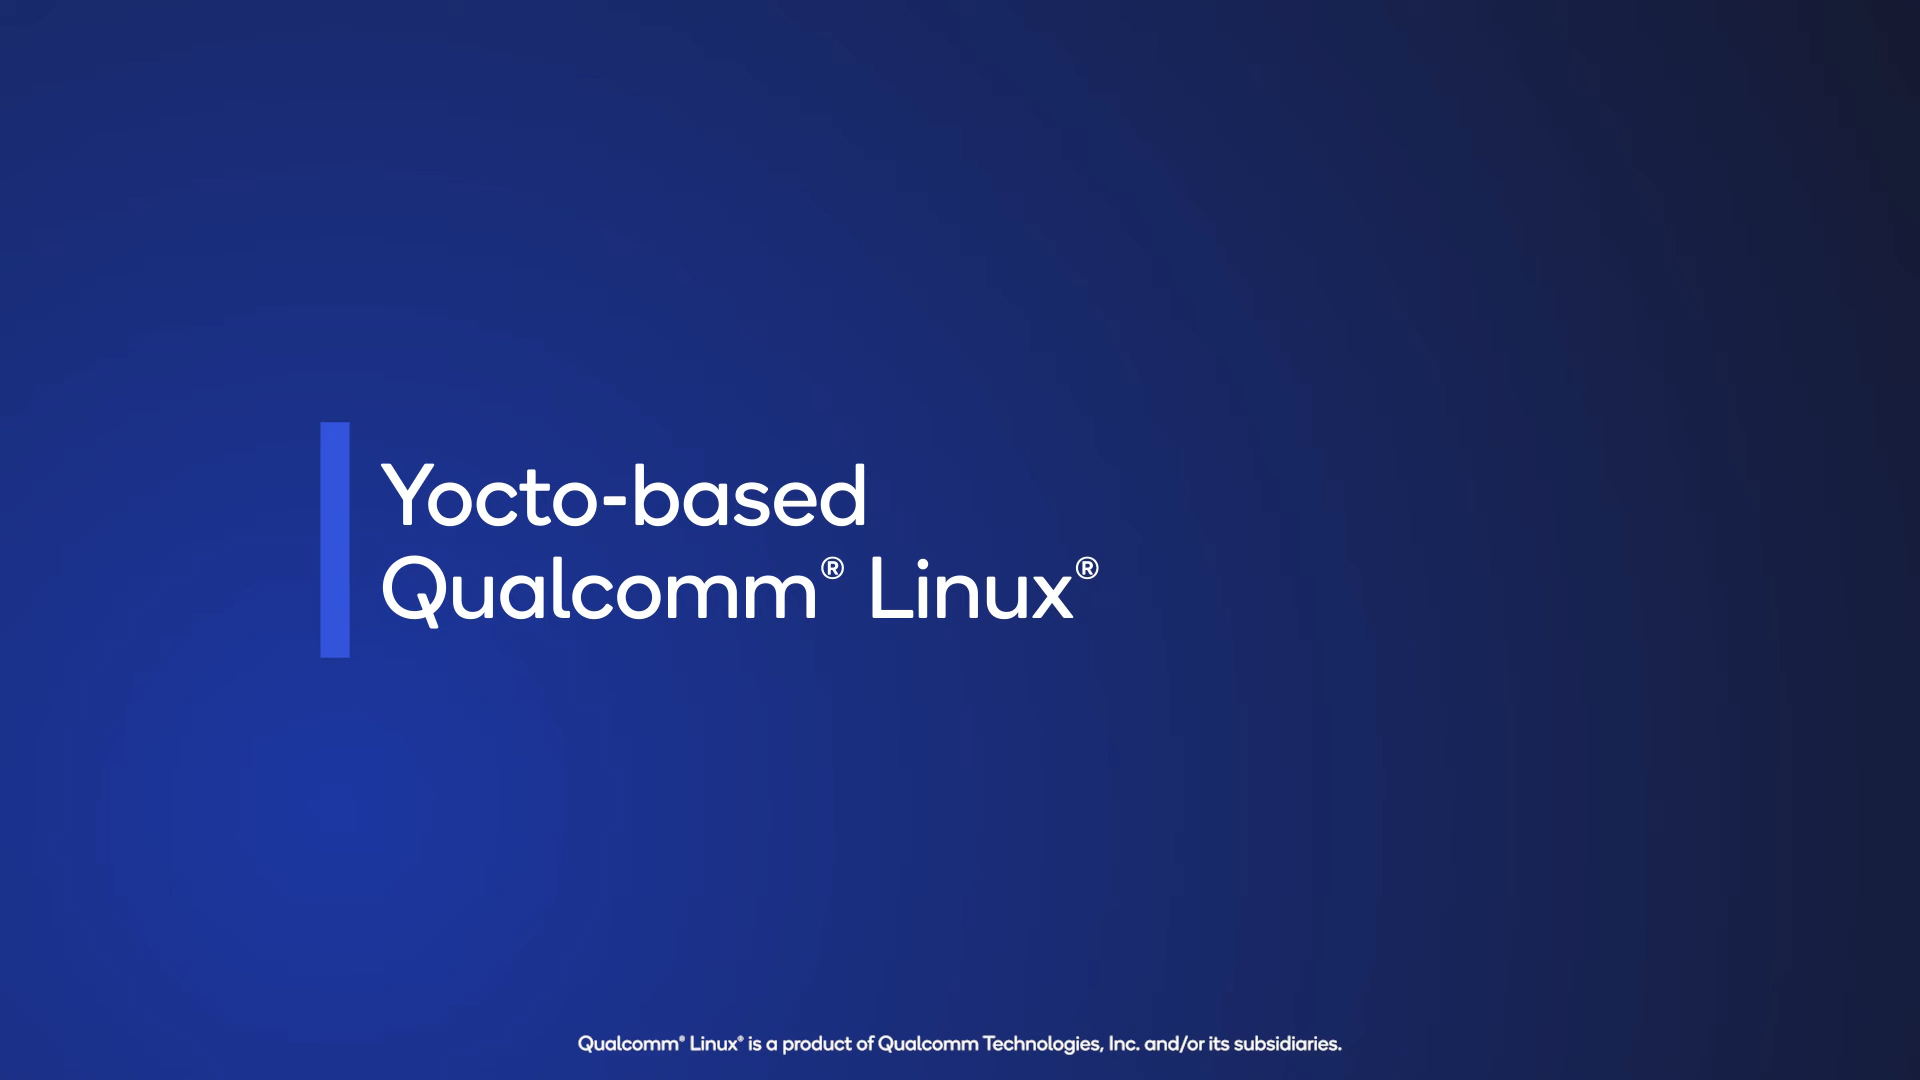 Yocto-based
Qualcomm® Linux®
Qualcomm® Linux® is a product of Qualcomm Technologies, Inc. and/or its subsidiaries.